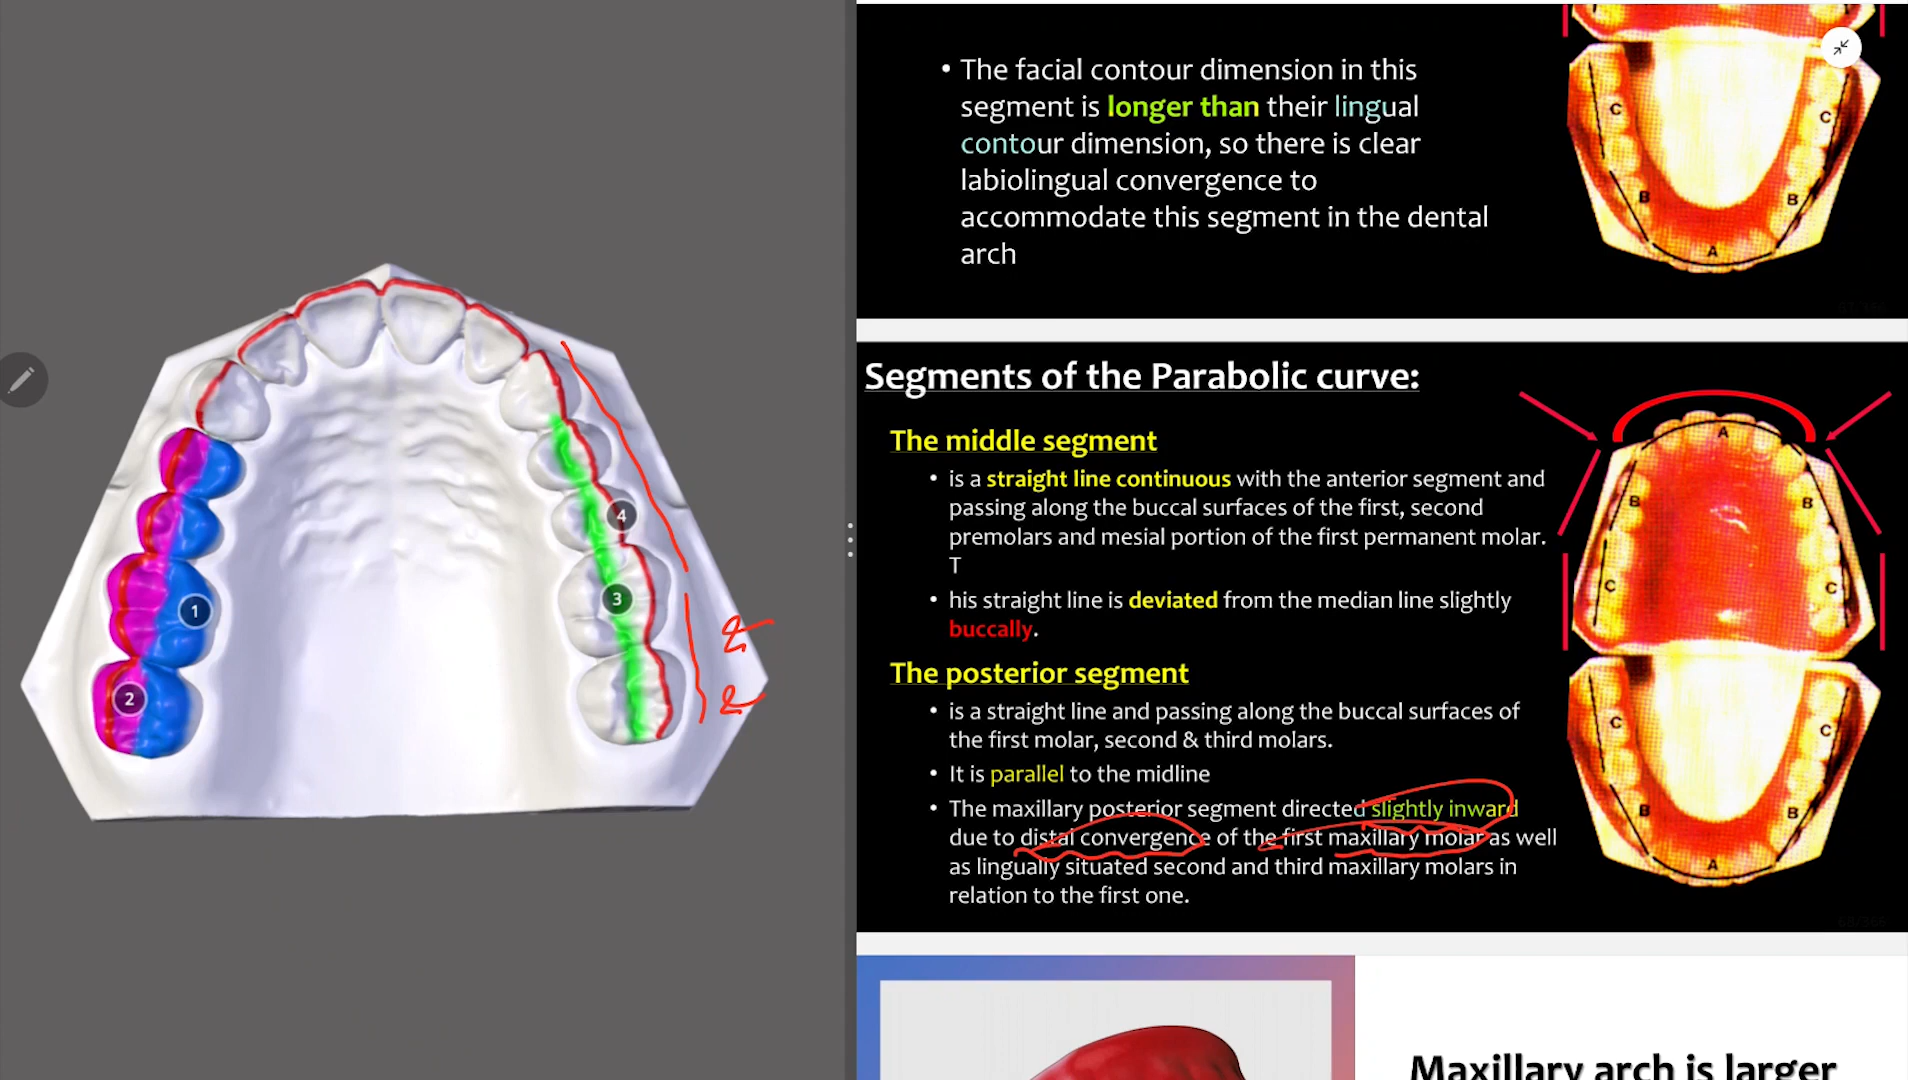 • The facial contour dimension in this
segment is longer than their lingual
contour dimension, so there is clear
labiolingual convergence to
accommodate this segment in the dental
arch
C
C
B
B
A
Segments of the Parabolic curve:
The middle segment
• is a straight line continuous with the anterior segment and
passing along the buccal surfaces of the first, second
premolars and mesial portion of the first permanent molar.
T
• his straight line is deviated from the median line slightly
buccally.
The posterior segment
• is a straight line and passing along the buccal surfaces of
the first molar, second & third molars.
• It is parallel to the midline
• The maxillary posterior segment directed slightly inward
due to distal convergence of the first maxillary molar as well
as lingually situated second and third maxillary molars in
relation to the first one.
A
B
B
C
C
C
C
B
B
A
4
3
1
2
Maxillary arch is larger